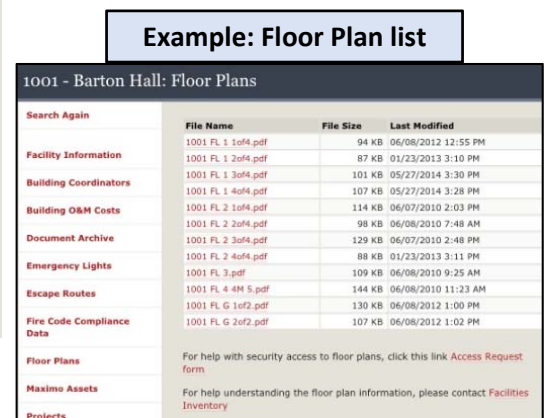 Example: Floor Plan list
1001 - Barton Hall: Floor Plans
Search Again
Facility Information
Building Coordinators
Building O&M Costs
Document Archive
Emergency Lights
Escape Routes
Fire Code Compliance
Data
Floor Plans
Maximo Assets
Projects
File Name File Size Last Modified
1001 FL 1 1of4.pdf 94 KB 06/08/2012 12:55 PM
1001 FL 1 2of4.pdf 87 KB 01/23/2013 3:10 PM
1001 FL 1 3of4.pdf 101 KB 05/27/2014 3:30 PM
1001 FL 1 4of4.pdf 107 KB 05/27/2014 3:28 PM
1001 FL 2 1of4.pdf 114 KB 06/07/2010 2:03 PM
1001 FL 2 2of4.pdf 98 KB 06/08/2010 7:48 AM
1001 FL 2 3of4.pdf 129 KB 06/07/2010 2:48 PM
1001 FL 2 4of4.pdf 88 KB 01/23/2013 3:11 PM
1001 FL 3.pdf 109 KB 06/08/2010 9:25 AM
1001 FL 4 4M 5.pdf 144 KB 06/08/2010 11:23 AM
1001 FL G 1of2.pdf 130 KB 06/08/2012 1:00 PM
1001 FL G 2of2.pdf 107 KB 06/08/2012 1:02 PM
For help with security access to floor plans, click this link Access Request
form
For help understanding the floor plan information, please contact Facilities
Inventory